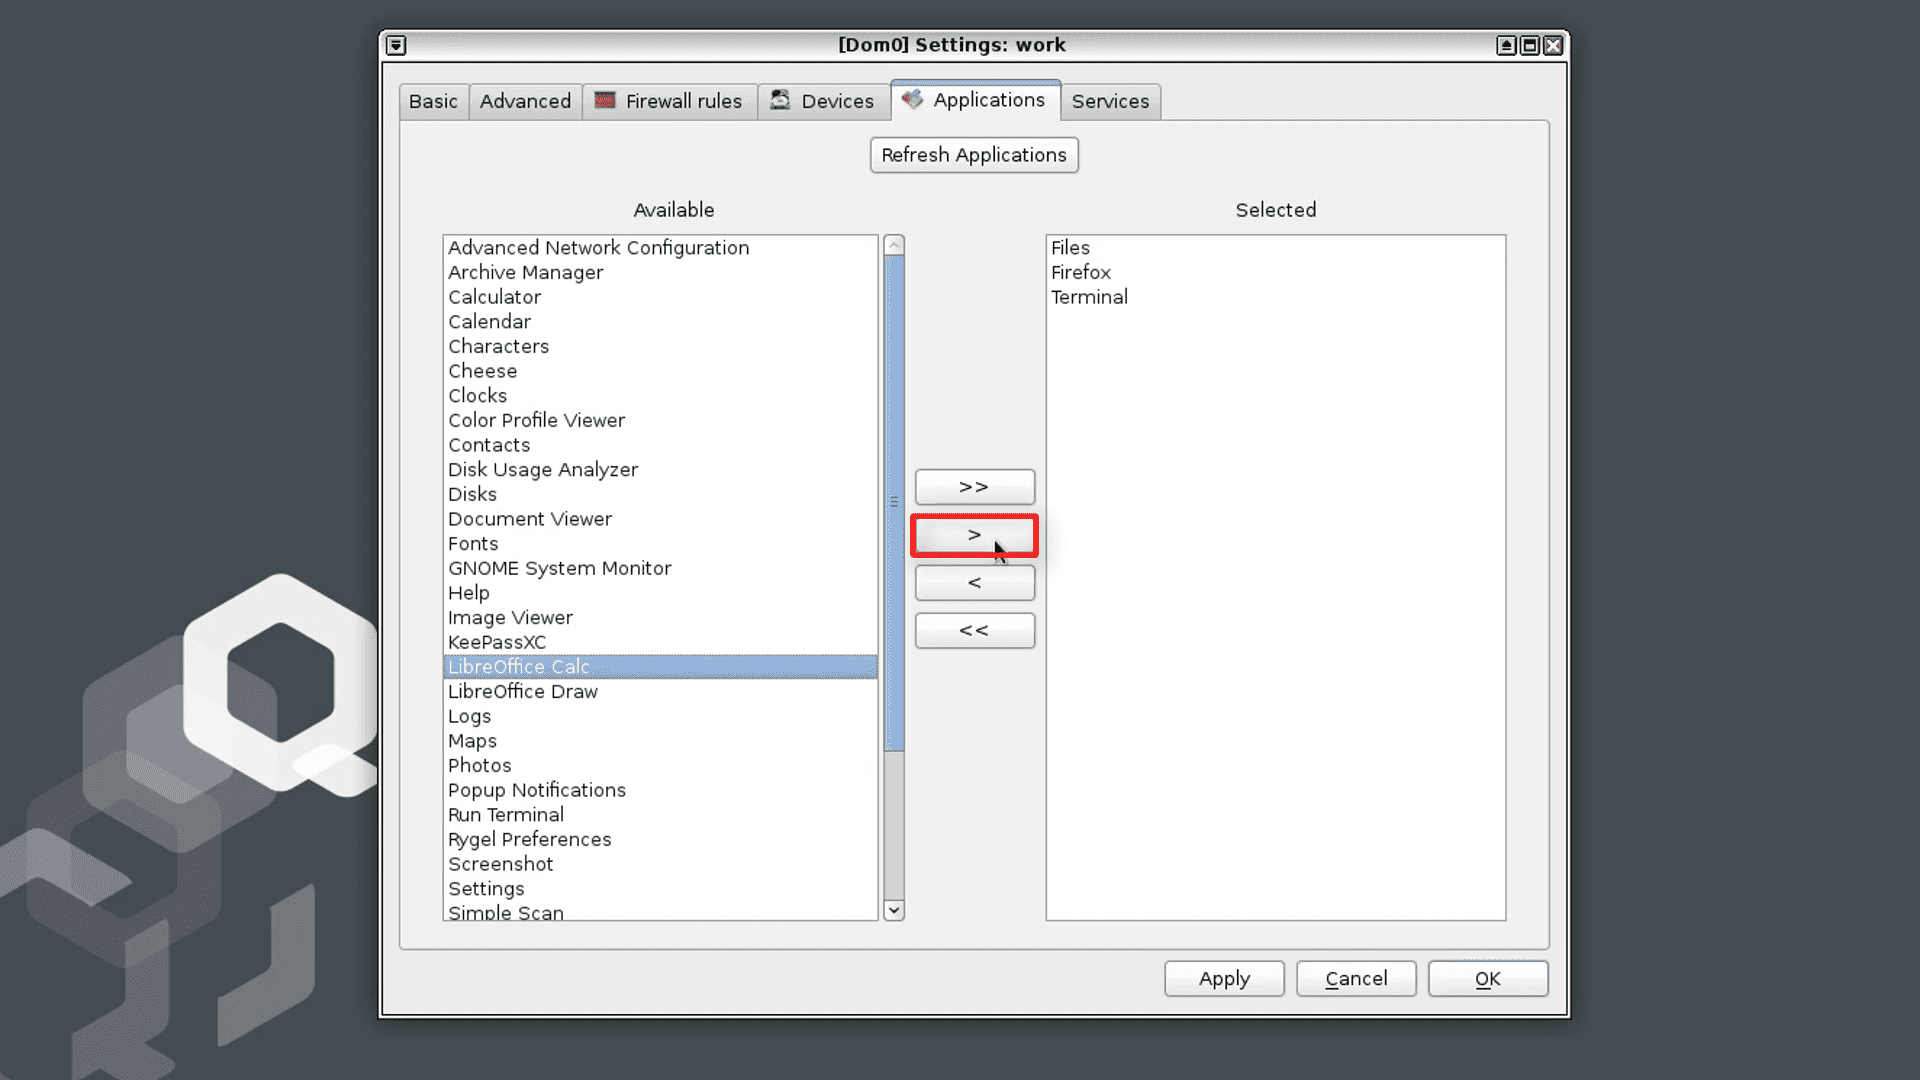 [Dom0] Settings: work
Basic
Advanced
Firewall rules
Devices
Applications
Services
Refresh Applications
Available
Selected
Advanced Network Configuration
Archive Manager
Calculator
Calendar
Characters
Cheese
Clocks
Color Profile Viewer
Contacts
Disk Usage Analyzer
Disks
Document Viewer
Fonts
GNOME System Monitor
Help
Image Viewer
KeePassXC
LibreOffice Calc
LibreOffice Draw
Logs
Maps
Photos
Popup Notifications
Run Terminal
Rygel Preferences
Screenshot
Settings
Simple Scan
>>
>
<
<<
Files
Firefox
Terminal
Apply
Cancel
OK